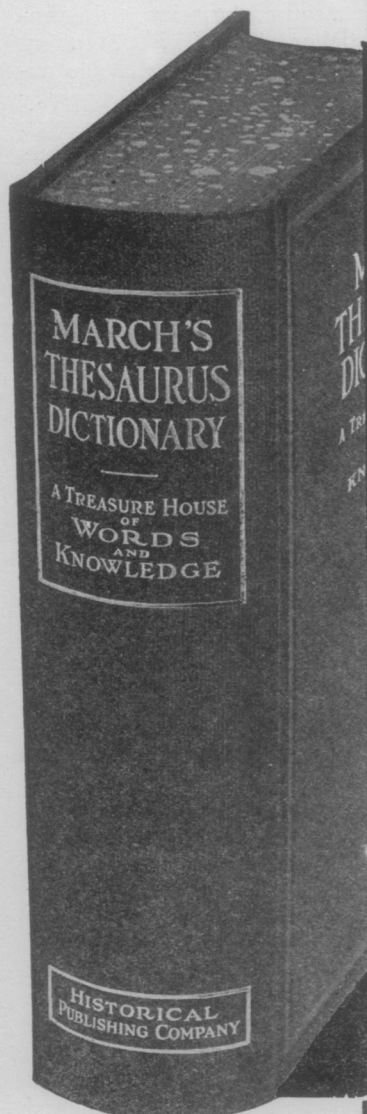 MARCH'S
THESAURUS
DICTIONARY
A TREASURE HOUSE
OF
WORDS
AND
KNOWLEDGE
HISTORICAL
PUBLISHING COMPANY